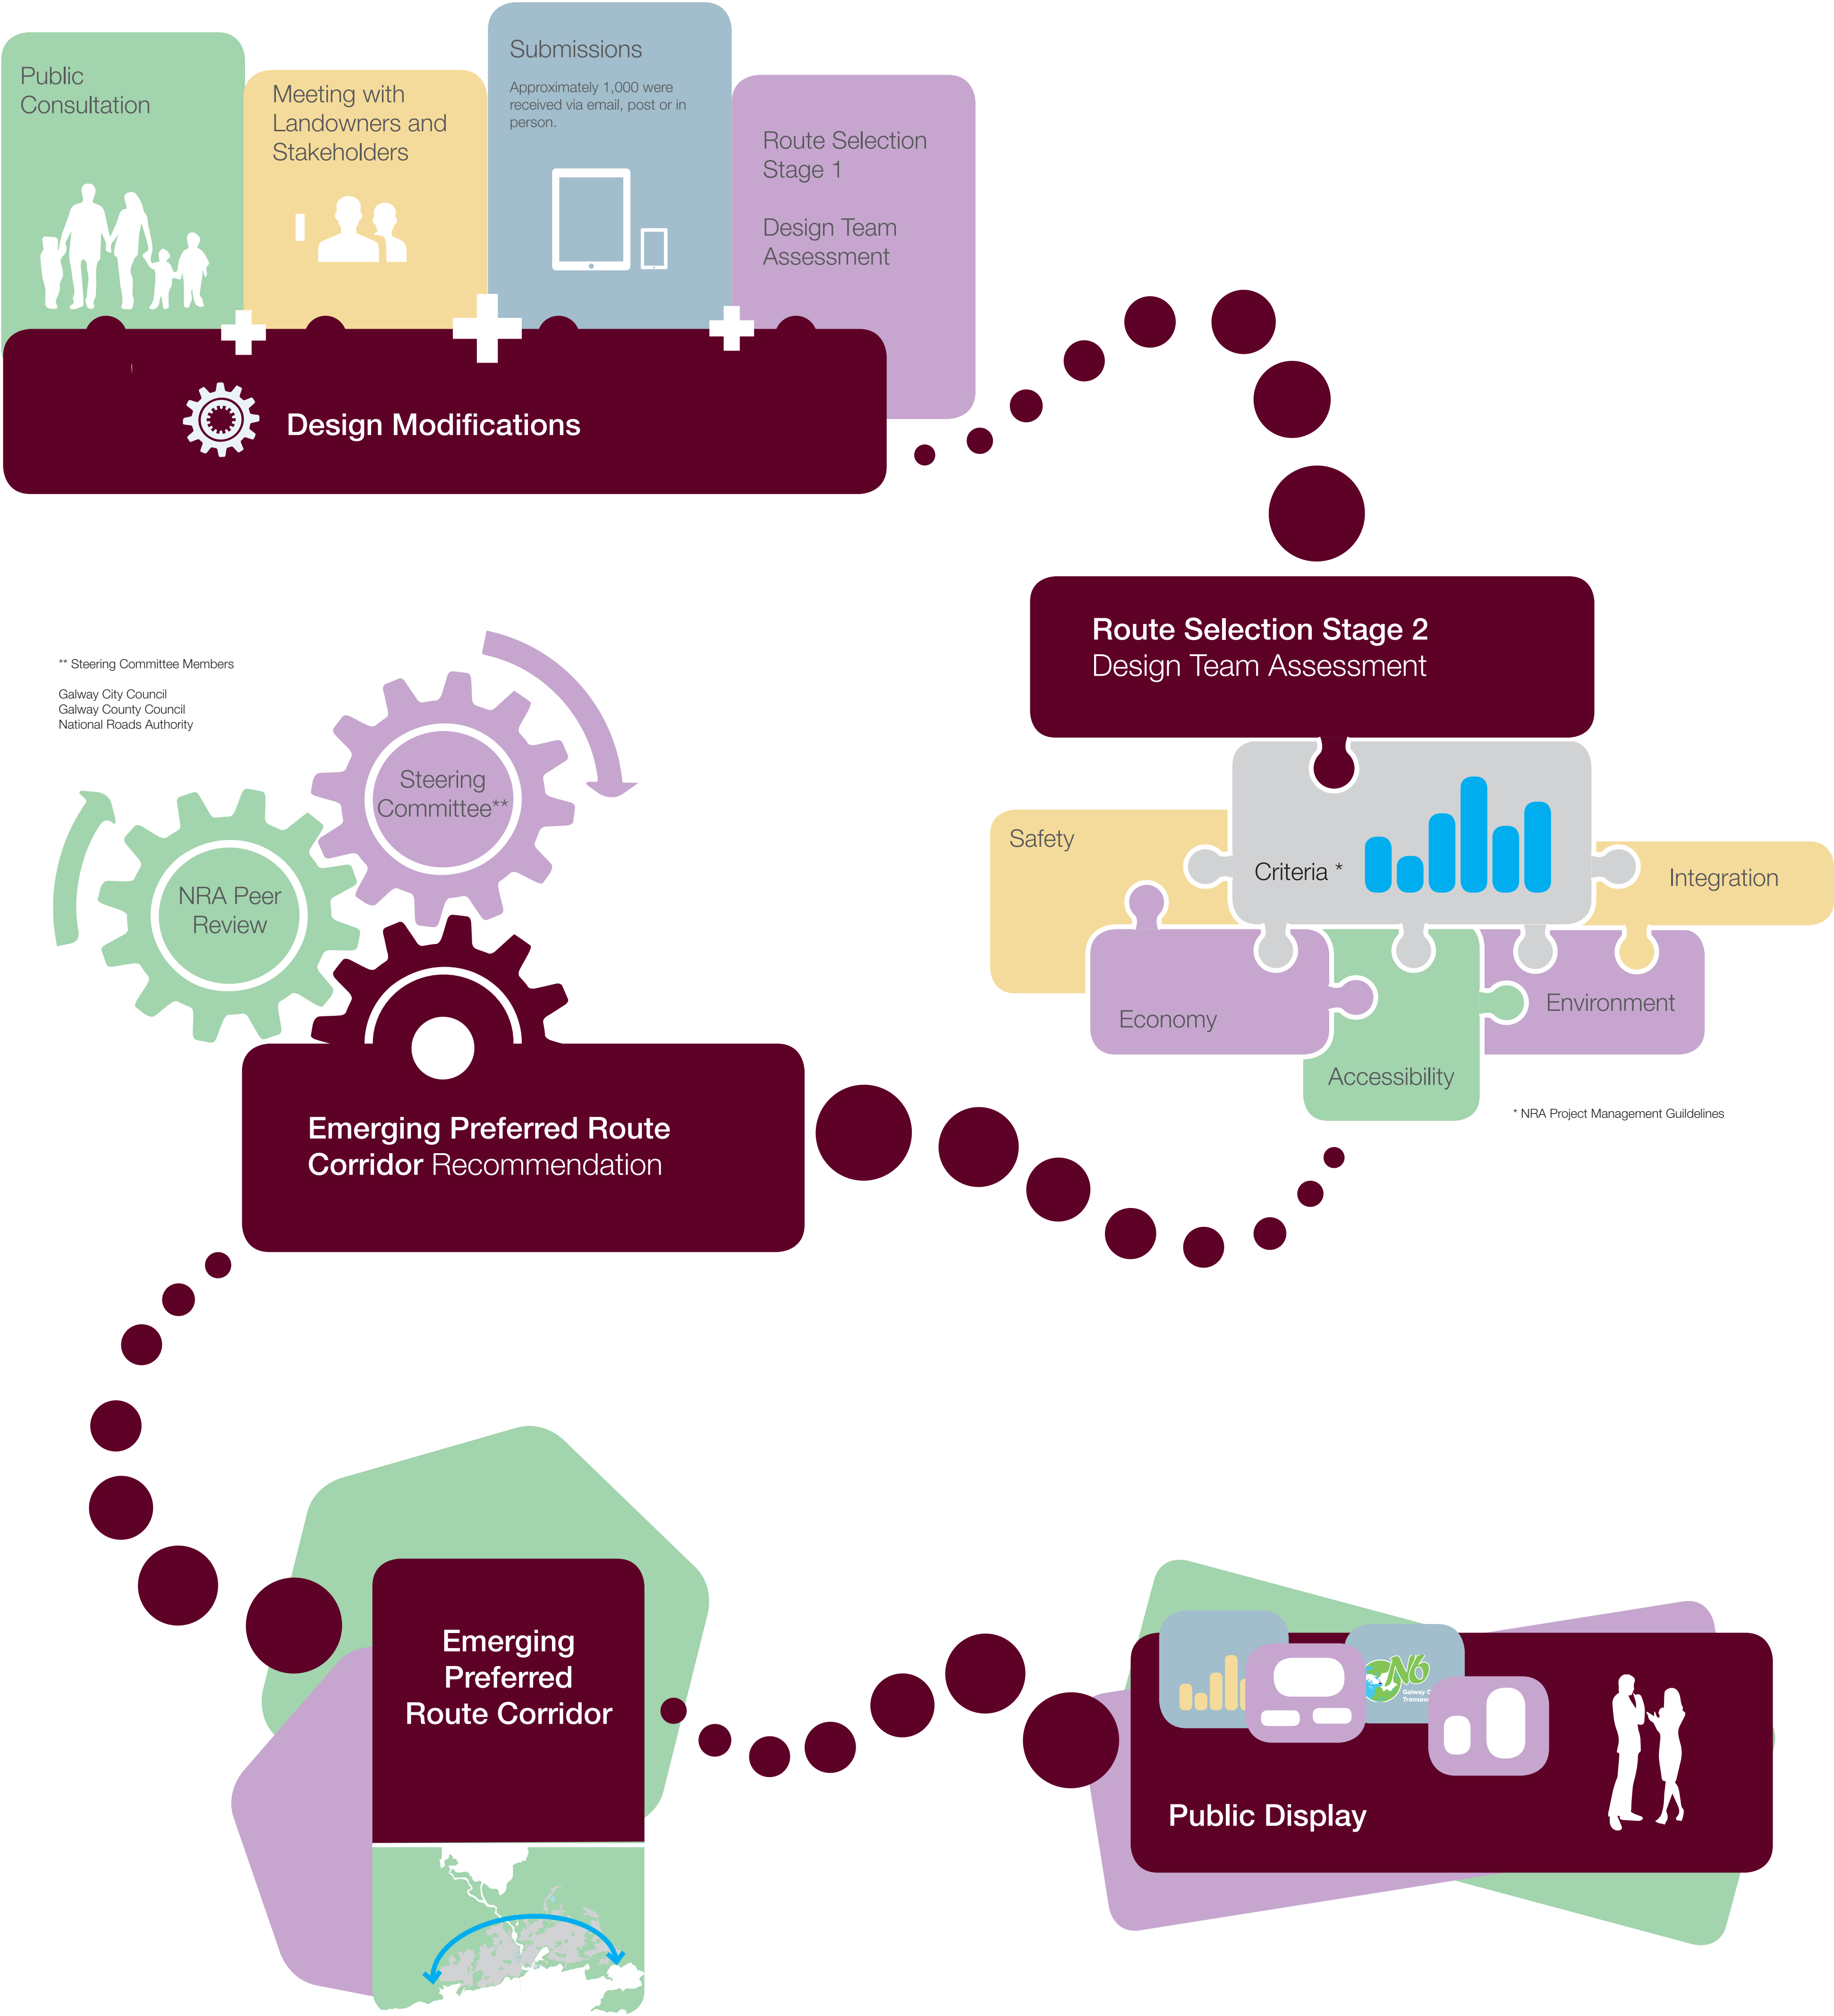 Public
Consultation
Meeting with
Landowners and
Stakeholders
Submissions
Approximately 1,000 were
received via email, post or in
person.
Route Selection
Stage 1
Design Team
Assessment
Design Modifications
Route Selection Stage 2
Design Team Assessment
** Steering Committee Members
Galway City Council
Galway County Council
National Roads Authority
Steering
Committee**
NRA Peer
Review
Safety
Criteria *
Integration
Economy
Environment
Accessibility
* NRA Project Management Guildelines
Emerging Preferred Route
Corridor Recommendation
Emerging
Preferred
Route Corridor
N6
Galway C
Transpor
Public Display